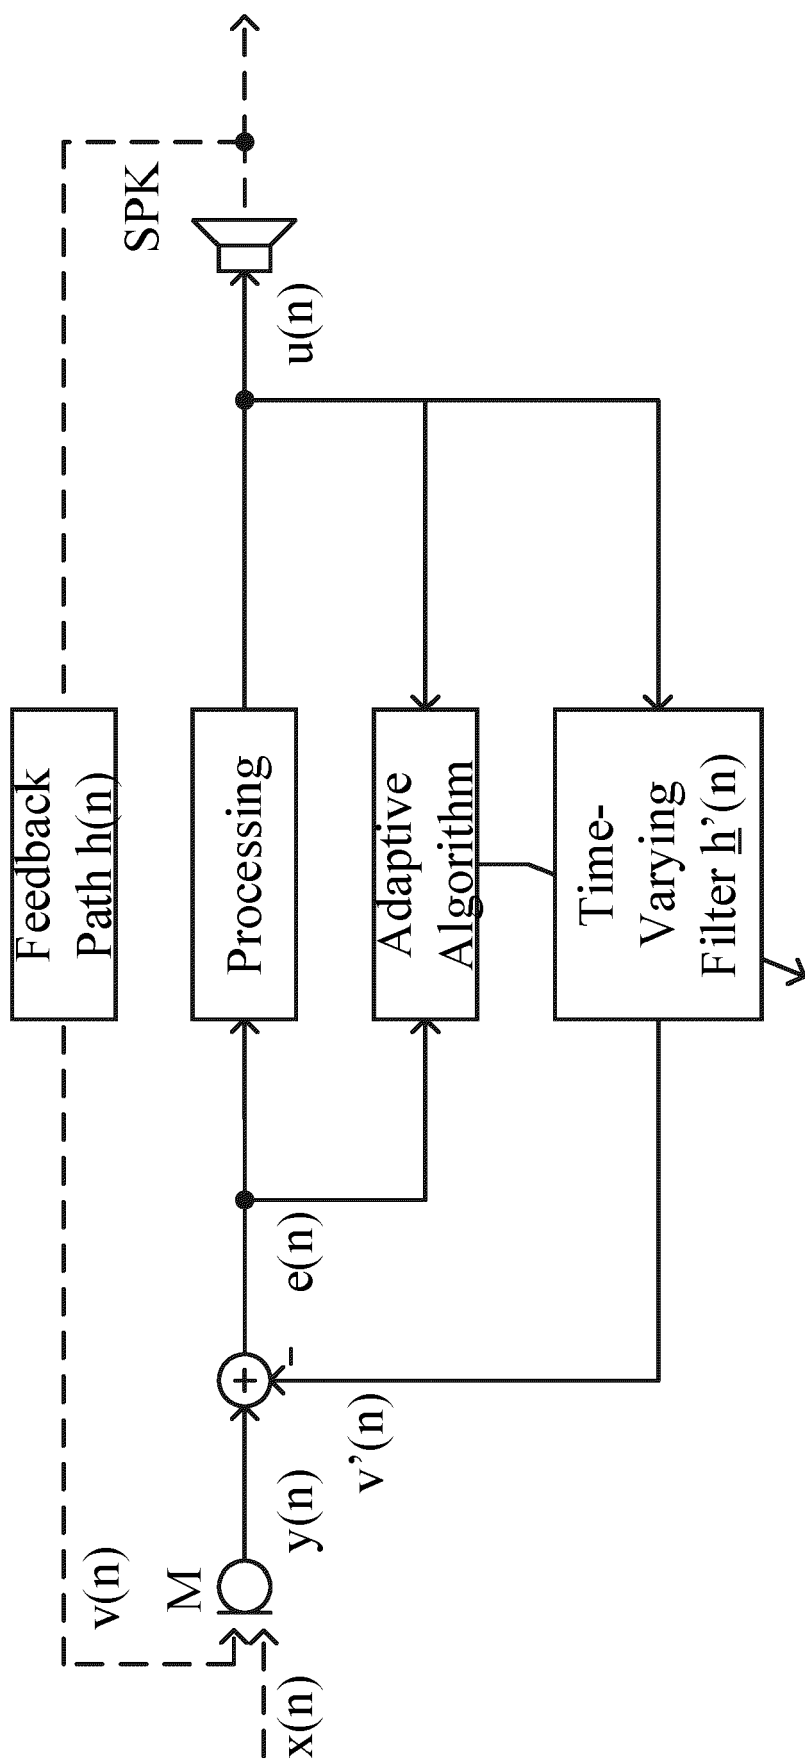 Feedback
Path h(n)
v(n)
SPK
M
Processing
x(n)
y(n)
+
e(n)
u(n)
-
v’(n)
Adaptive
Algorithm
Time-
Varying
Filter h’(n)